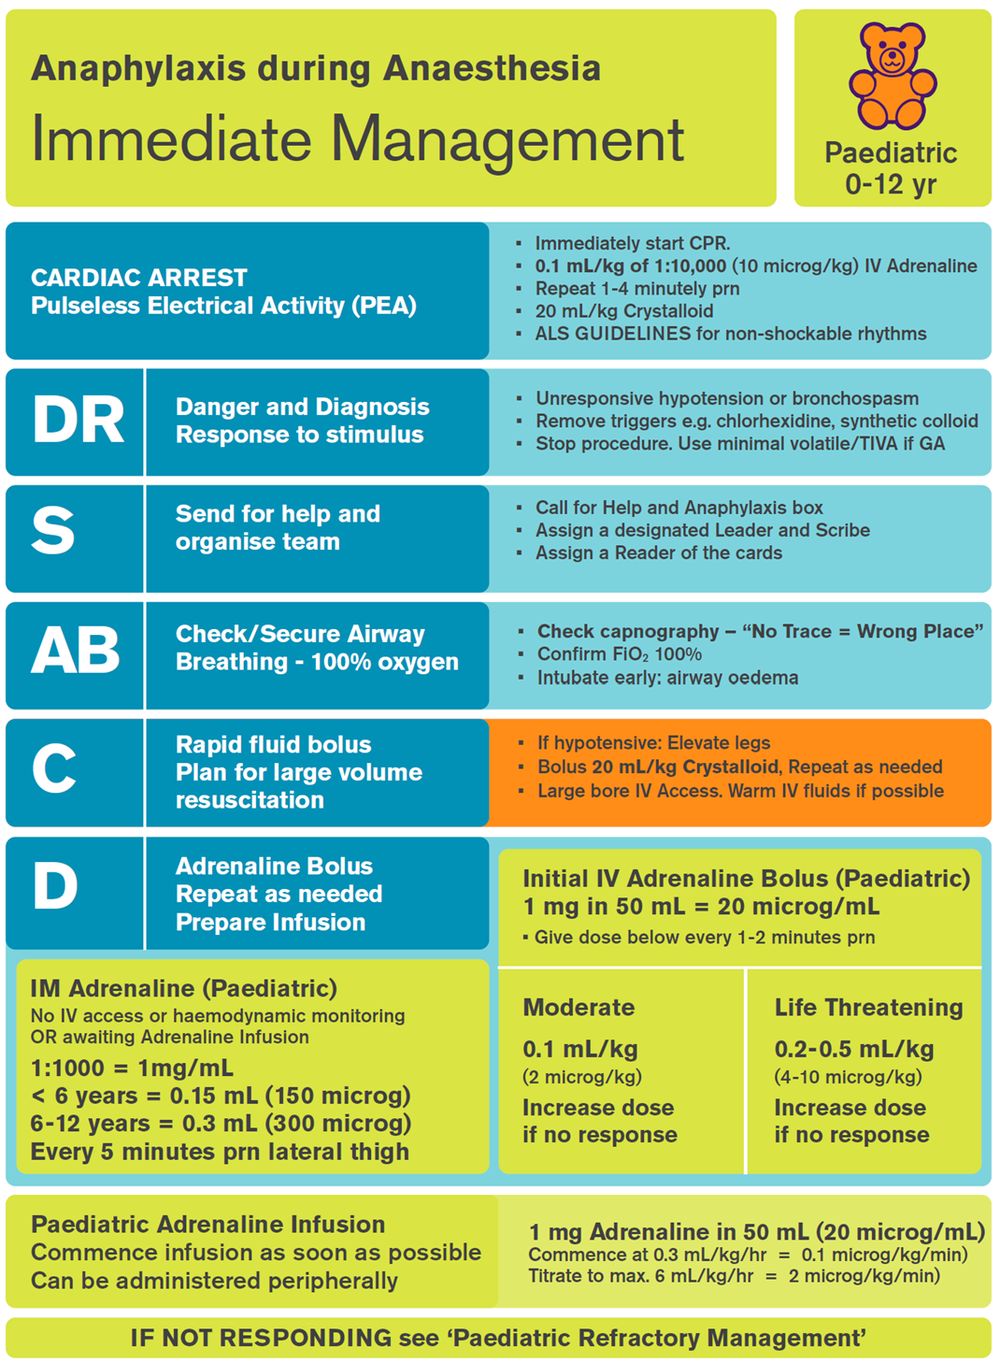 Anaphylaxis during Anaesthesia
Immediate Management
Paediatric
0-12 yr
CARDIAC ARREST
Pulseless Electrical Activity (PEA)
▪ Immediately start CPR.
▪ 0.1 mL/kg of 1:10,000 (10 microg/kg) IV Adrenaline
▪ Repeat 1-4 minutely prn
▪ 20 mL/kg Crystalloid
▪ ALS GUIDELINES for non-shockable rhythms
DR
Danger and Diagnosis
Response to stimulus
▪ Unresponsive hypotension or bronchospasm
▪ Remove triggers e.g. chlorhexidine, synthetic colloid
▪ Stop procedure. Use minimal volatile/TIVA if GA
S
Send for help and
organise team
▪ Call for Help and Anaphylaxis box
▪ Assign a designated Leader and Scribe
▪ Assign a Reader of the cards
AB
Check/Secure Airway
Breathing - 100% oxygen
▪ Check capnography – “No Trace = Wrong Place”
▪ Confirm FiO₂ 100%
▪ Intubate early: airway oedema
C
Rapid fluid bolus
Plan for large volume
resuscitation
▪ If hypotensive: Elevate legs
▪ Bolus 20 mL/kg Crystalloid, Repeat as needed
▪ Large bore IV Access. Warm IV fluids if possible
D
Adrenaline Bolus
Repeat as needed
Prepare Infusion
IM Adrenaline (Paediatric)
No IV access or haemodynamic monitoring
OR awaiting Adrenaline Infusion
1:1000 = 1mg/mL
< 6 years = 0.15 mL (150 microg)
6-12 years = 0.3 mL (300 microg)
Every 5 minutes prn lateral thigh
Initial IV Adrenaline Bolus (Paediatric)
1 mg in 50 mL = 20 microg/mL
▪ Give dose below every 1-2 minutes prn
Moderate
0.1 mL/kg
(2 microg/kg)
Increase dose
if no response
Life Threatening
0.2-0.5 mL/kg
(4-10 microg/kg)
Increase dose
if no response
Paediatric Adrenaline Infusion
Commence infusion as soon as possible
Can be administered peripherally
1 mg Adrenaline in 50 mL (20 microg/mL)
Commence at 0.3 mL/kg/hr = 0.1 microg/kg/min)
Titrate to max. 6 mL/kg/hr = 2 microg/kg/min)
IF NOT RESPONDING see ‘Paediatric Refractory Management’